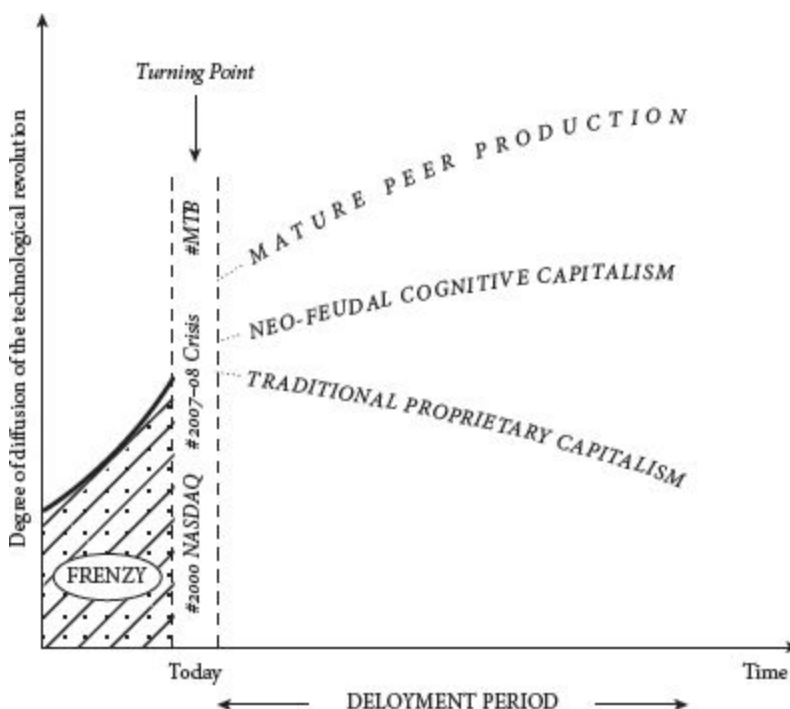 Turning Point
Degree of diffusion of the technological revolution
#2000 NASDAQ #2007–08 Crisis #MTB
MATURE PEER PRODUCTION
NEO-FEUDAL COGNITIVE CAPITALISM
TRADITIONAL PROPRIETARY CAPITALISM
FRENZY
Today
Time
DELOYMENT PERIOD